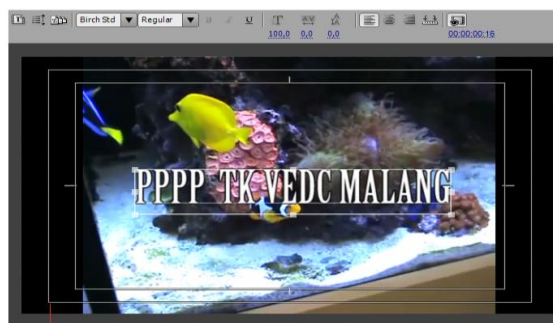 Birch Std Regular B I U T
100,0 0,0 0,0 00:00:00:16
PPPP TK VEDC MALANG